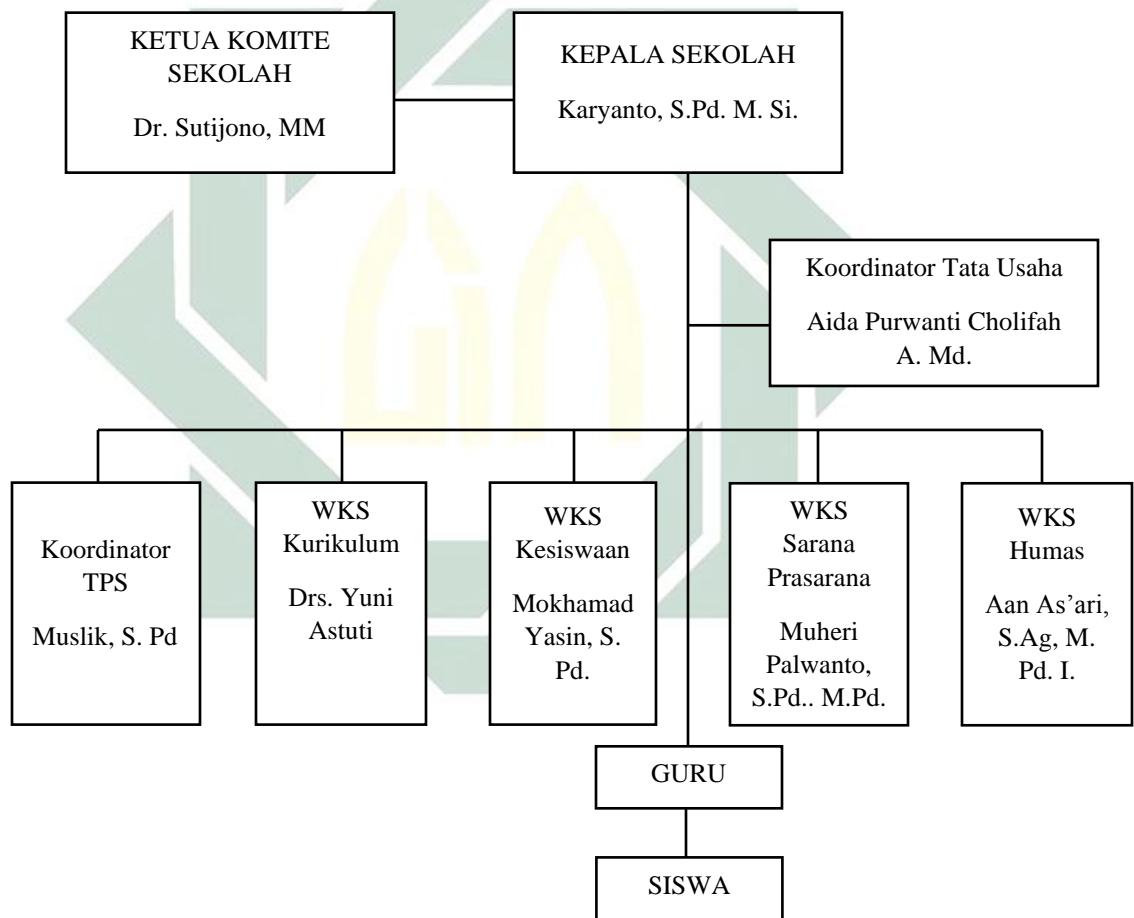 KETUA KOMITE
SEKOLAH
Dr. Sutijono, MM
KEPALA SEKOLAH
Karyanto, S.Pd. M. Si.
Koordinator Tata Usaha
Aida Purwanti Cholifah
A. Md.
Koordinator
TPS
Muslik, S. Pd
WKS
Kurikulum
Drs. Yuni
Astuti
WKS
Kesiswaan
Mokhamad
Yasin, S.
Pd.
WKS
Sarana
Prasarana
Muheri
Palwanto,
S.Pd.. M.Pd.
WKS
Humas
Aan As’ari,
S.Ag, M.
Pd. I.
GURU
SISWA